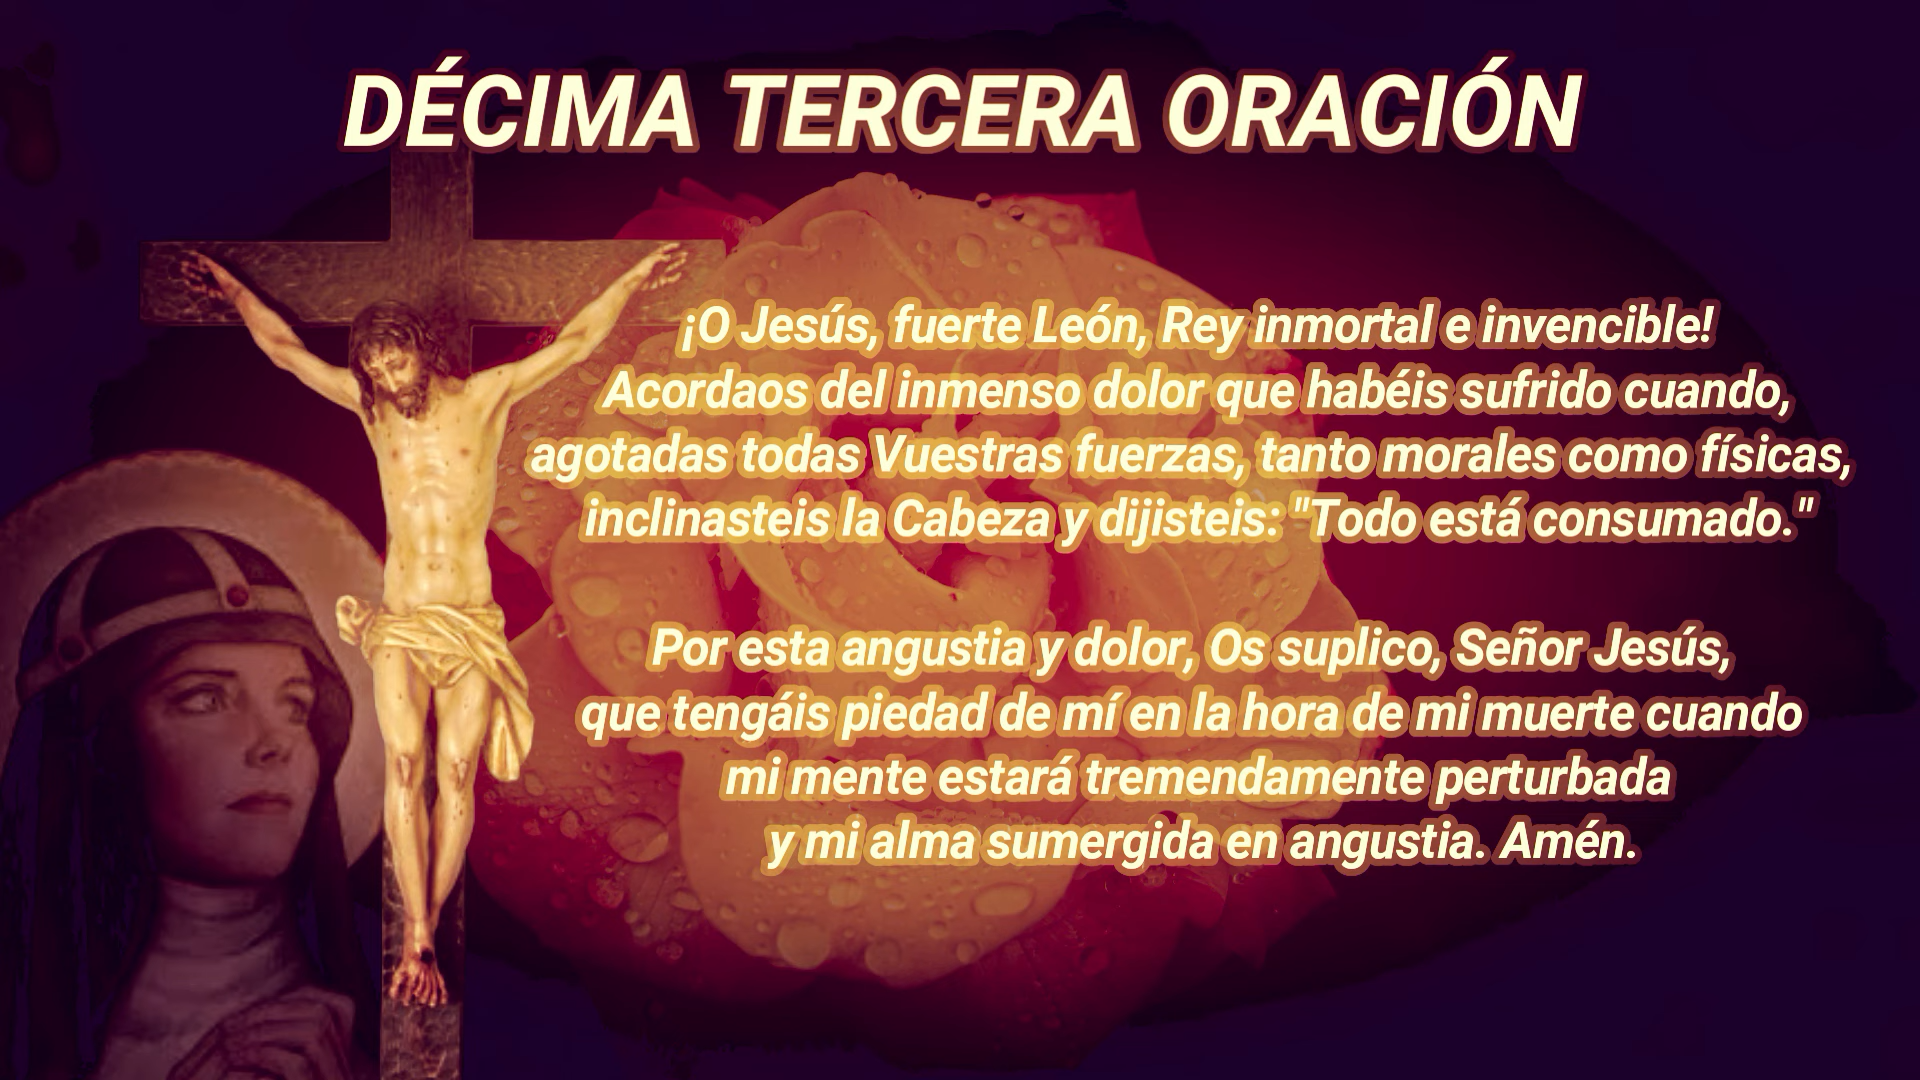 DÉCIMA TERCERA ORACIÓN
¡O Jesús, fuerte León, Rey inmortal e invencible!
Acordaos del inmenso dolor que habéis sufrido cuando,
agotadas todas Vuestras fuerzas, tanto morales como físicas,
inclinasteis la Cabeza y dijisteis: "Todo está consumado."
Por esta angustia y dolor, Os suplico, Señor Jesús,
que tengáis piedad de mí en la hora de mi muerte cuando
mi mente estará tremendamente perturbada
y mi alma sumergida en angustia. Amén.